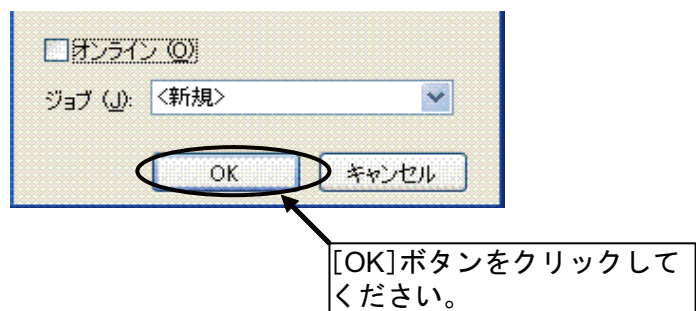 オンライン (O)
ジョブ (J): <新規>
OK キャンセル
[OK]ボタンをクリックして
ください。